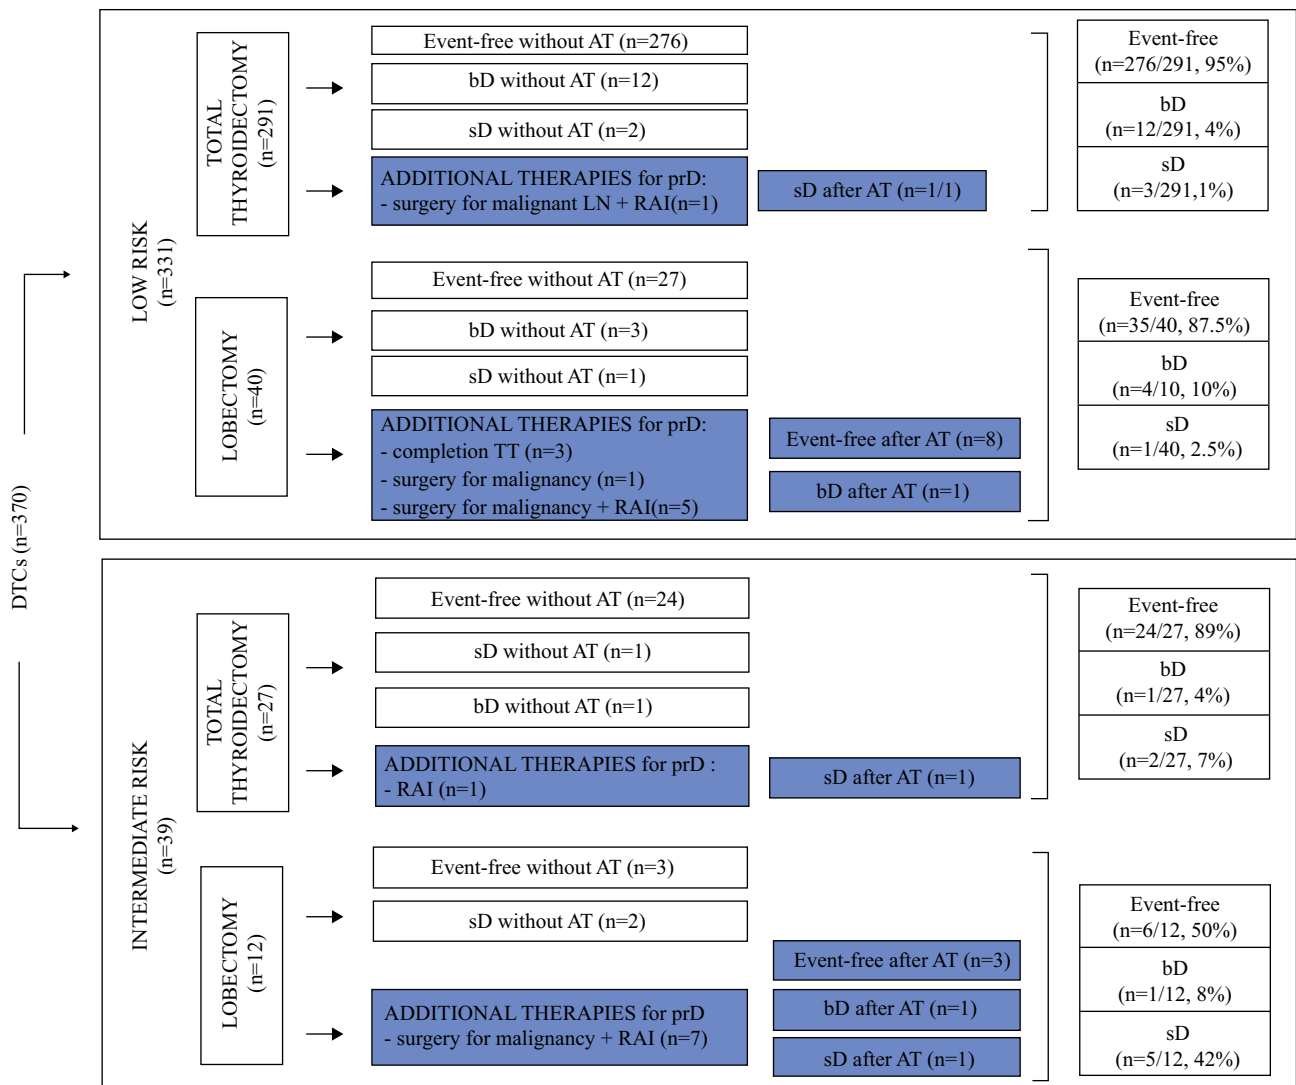 DTCs (n=370)
LOW RISK
(n=331)
TOTAL
THYROIDECTOMY
(n=291)
Event-free without AT (n=276)
bD without AT (n=12)
sD without AT (n=2)
ADDITIONAL THERAPIES for prD:
- surgery for malignant LN + RAI(n=1)
sD after AT (n=1/1)
Event-free
(n=276/291, 95%)
bD
(n=12/291, 4%)
sD
(n=3/291,1%)
LOBECTOMY
(n=40)
Event-free without AT (n=27)
bD without AT (n=3)
sD without AT (n=1)
ADDITIONAL THERAPIES for prD:
- completion TT (n=3)
- surgery for malignancy (n=1)
- surgery for malignancy + RAI(n=5)
Event-free after AT (n=8)
bD after AT (n=1)
Event-free
(n=35/40, 87.5%)
bD
(n=4/10, 10%)
sD
(n=1/40, 2.5%)
INTERMEDIATE RISK
(n=39)
TOTAL
THYROIDECTOMY
(n=27)
Event-free without AT (n=24)
sD without AT (n=1)
bD without AT (n=1)
ADDITIONAL THERAPIES for prD :
- RAI (n=1)
sD after AT (n=1)
Event-free
(n=24/27, 89%)
bD
(n=1/27, 4%)
sD
(n=2/27, 7%)
LOBECTOMY
(n=12)
Event-free without AT (n=3)
sD without AT (n=2)
ADDITIONAL THERAPIES for prD
- surgery for malignancy + RAI (n=7)
Event-free after AT (n=3)
bD after AT (n=1)
sD after AT (n=1)
Event-free
(n=6/12, 50%)
bD
(n=1/12, 8%)
sD
(n=5/12, 42%)